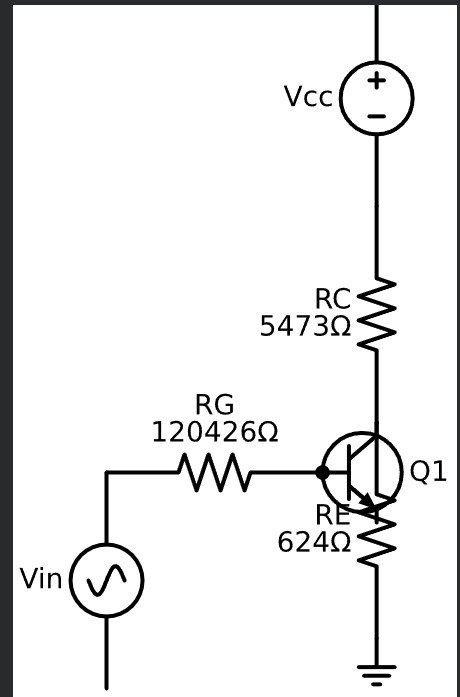 Vcc
+
−
RC
5473Ω
RG
120426Ω
Q1
RE
624Ω
Vin